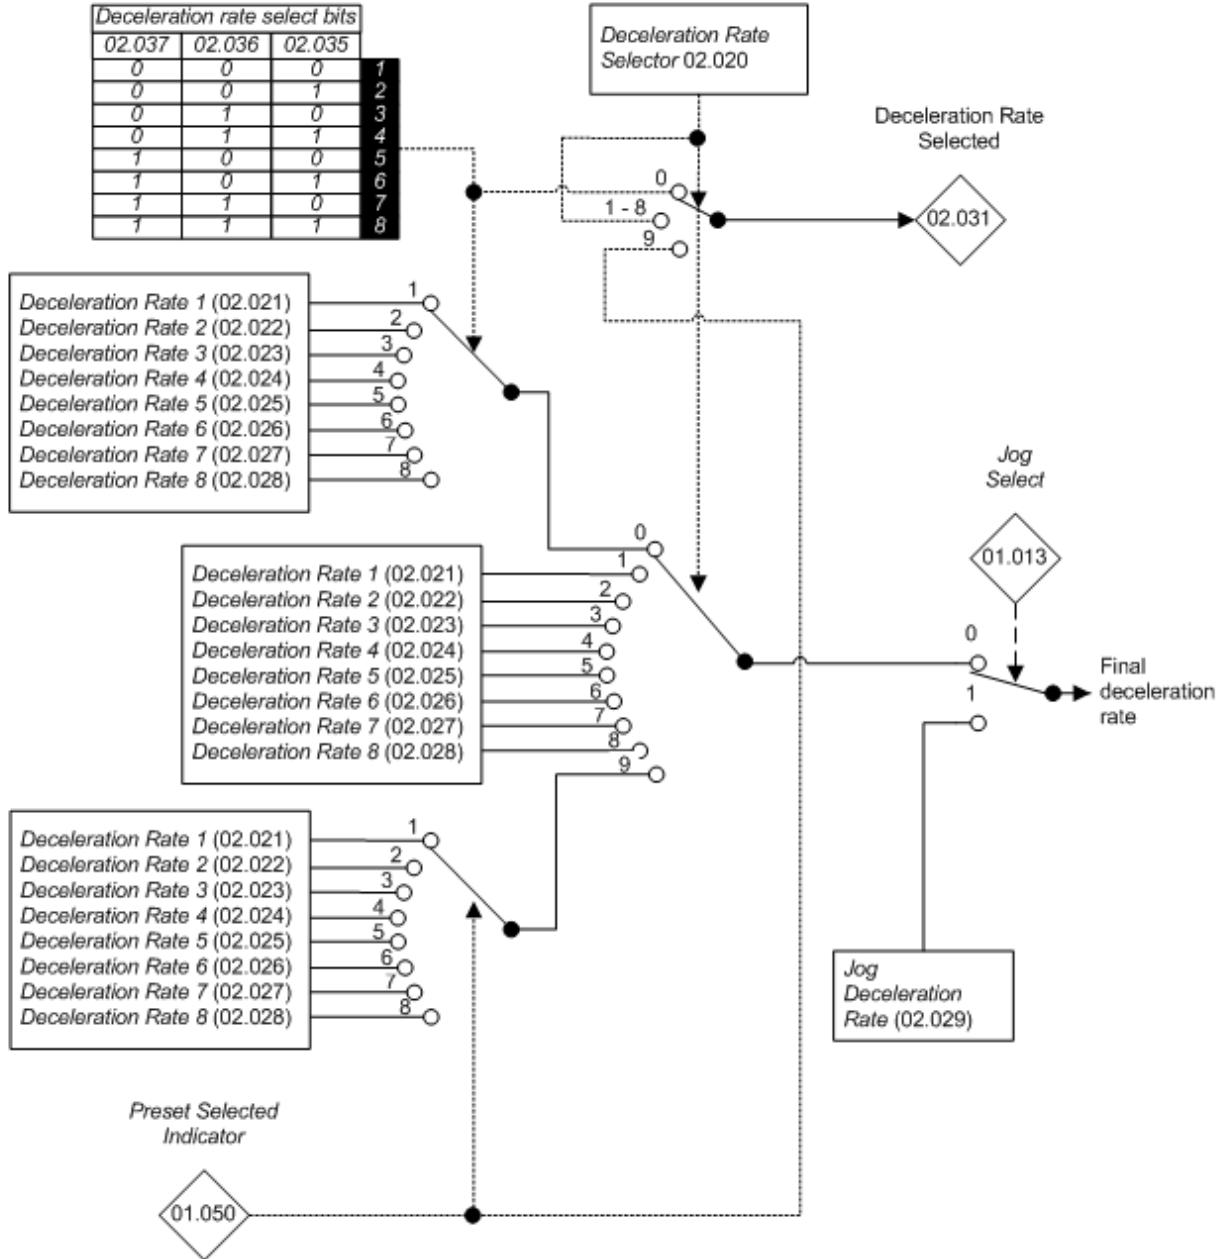 Deceleration rate select bits
02.037 02.036 02.035
0 0 0 1
0 0 1 2
0 1 0 3
0 1 1 4
1 0 0 5
1 0 1 6
1 1 0 7
1 1 1 8
Deceleration Rate
Selector 02.020
Deceleration Rate
Selected
0
1 - 8
9
02.031
Deceleration Rate 1 (02.021)
Deceleration Rate 2 (02.022)
Deceleration Rate 3 (02.023)
Deceleration Rate 4 (02.024)
Deceleration Rate 5 (02.025)
Deceleration Rate 6 (02.026)
Deceleration Rate 7 (02.027)
Deceleration Rate 8 (02.028)
1
2
3
4
5
6
7
8
Jog
Select
01.013
Deceleration Rate 1 (02.021)
Deceleration Rate 2 (02.022)
Deceleration Rate 3 (02.023)
Deceleration Rate 4 (02.024)
Deceleration Rate 5 (02.025)
Deceleration Rate 6 (02.026)
Deceleration Rate 7 (02.027)
Deceleration Rate 8 (02.028)
0
1
2
3
4
5
6
7
8
9
0
1
Final
deceleration
rate
Deceleration Rate 1 (02.021)
Deceleration Rate 2 (02.022)
Deceleration Rate 3 (02.023)
Deceleration Rate 4 (02.024)
Deceleration Rate 5 (02.025)
Deceleration Rate 6 (02.026)
Deceleration Rate 7 (02.027)
Deceleration Rate 8 (02.028)
1
2
3
4
5
6
7
8
Jog
Deceleration
Rate (02.029)
Preset Selected
Indicator
01.050